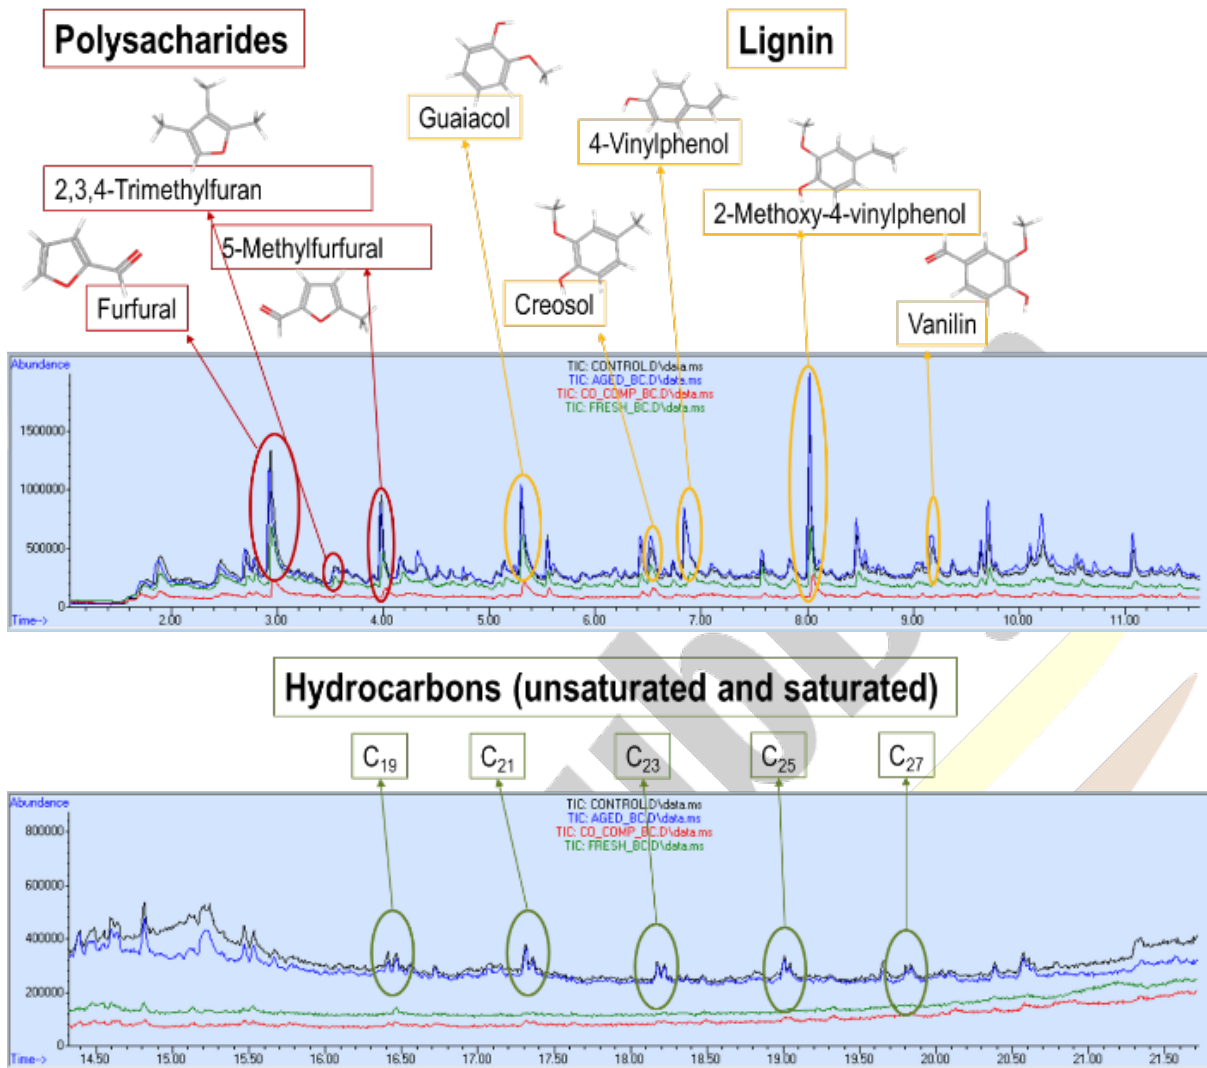 Polysacharides
Lignin
Guaiacol
4-Vinylphenol
2,3,4-Trimethylfuran
2-Methoxy-4-vinylphenol
5-Methylfurfural
Furfural
Creosol
Vanilin
Abundance
TIC: CONTROL.D\data.ms
TIC: AGED_BC.D\data.ms
TIC: CO_COMP_BC.D\data.ms
TIC: FRESH_BC.D\data.ms
1500000
1000000
500000
0
Time-->
2.00 3.00 4.00 5.00 6.00 7.00 8.00 9.00 10.00 11.00
Hydrocarbons (unsaturated and saturated)
C19 C21 C23 C25 C27
Abundance
TIC: CONTROL.D\data.ms
TIC: AGED_BC.D\data.ms
TIC: CO_COMP_BC.D\data.ms
TIC: FRESH_BC.D\data.ms
800000
600000
400000
200000
0
Time-->
14.50 15.00 15.50 16.00 16.50 17.00 17.50 18.00 18.50 19.00 19.50 20.00 20.50 21.00 21.50